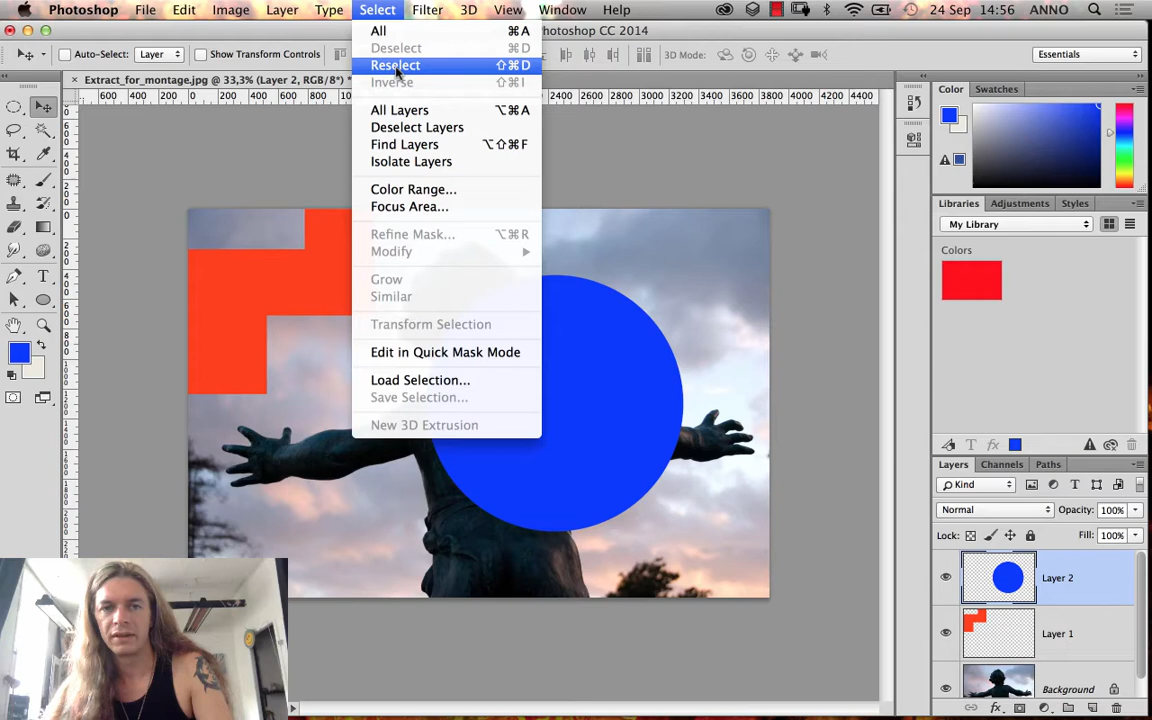 Photoshop File Edit Image Layer Type Select Filter 3D View Window Help 24 Sep 14:56 ANNO
Photoshop CC 2014
Auto-Select: Layer Show Transform Controls 3D Mode: Essentials
Extract_for_montage.jpg @ 33,3% (Layer 2, RGB/8*) *
All ⌘A
Deselect ⌘D
Reselect ⇧⌘D
Inverse ⇧⌘I
All Layers ⌥⌘A
Deselect Layers
Find Layers ⌥⇧⌘F
Isolate Layers
Color Range...
Focus Area...
Refine Mask... ⌥⌘R
Modify
Grow
Similar
Transform Selection
Edit in Quick Mask Mode
Load Selection...
Save Selection...
New 3D Extrusion
600 400 200 0 200 2400 2600 2800 3000 3200 3400 3600 3800 4000 4200 4400
Color Swatches
Libraries Adjustments Styles
My Library
Colors
Layers Channels Paths
Kind
Normal Opacity: 100%
Lock: Fill: 100%
Layer 2
Layer 1
Background